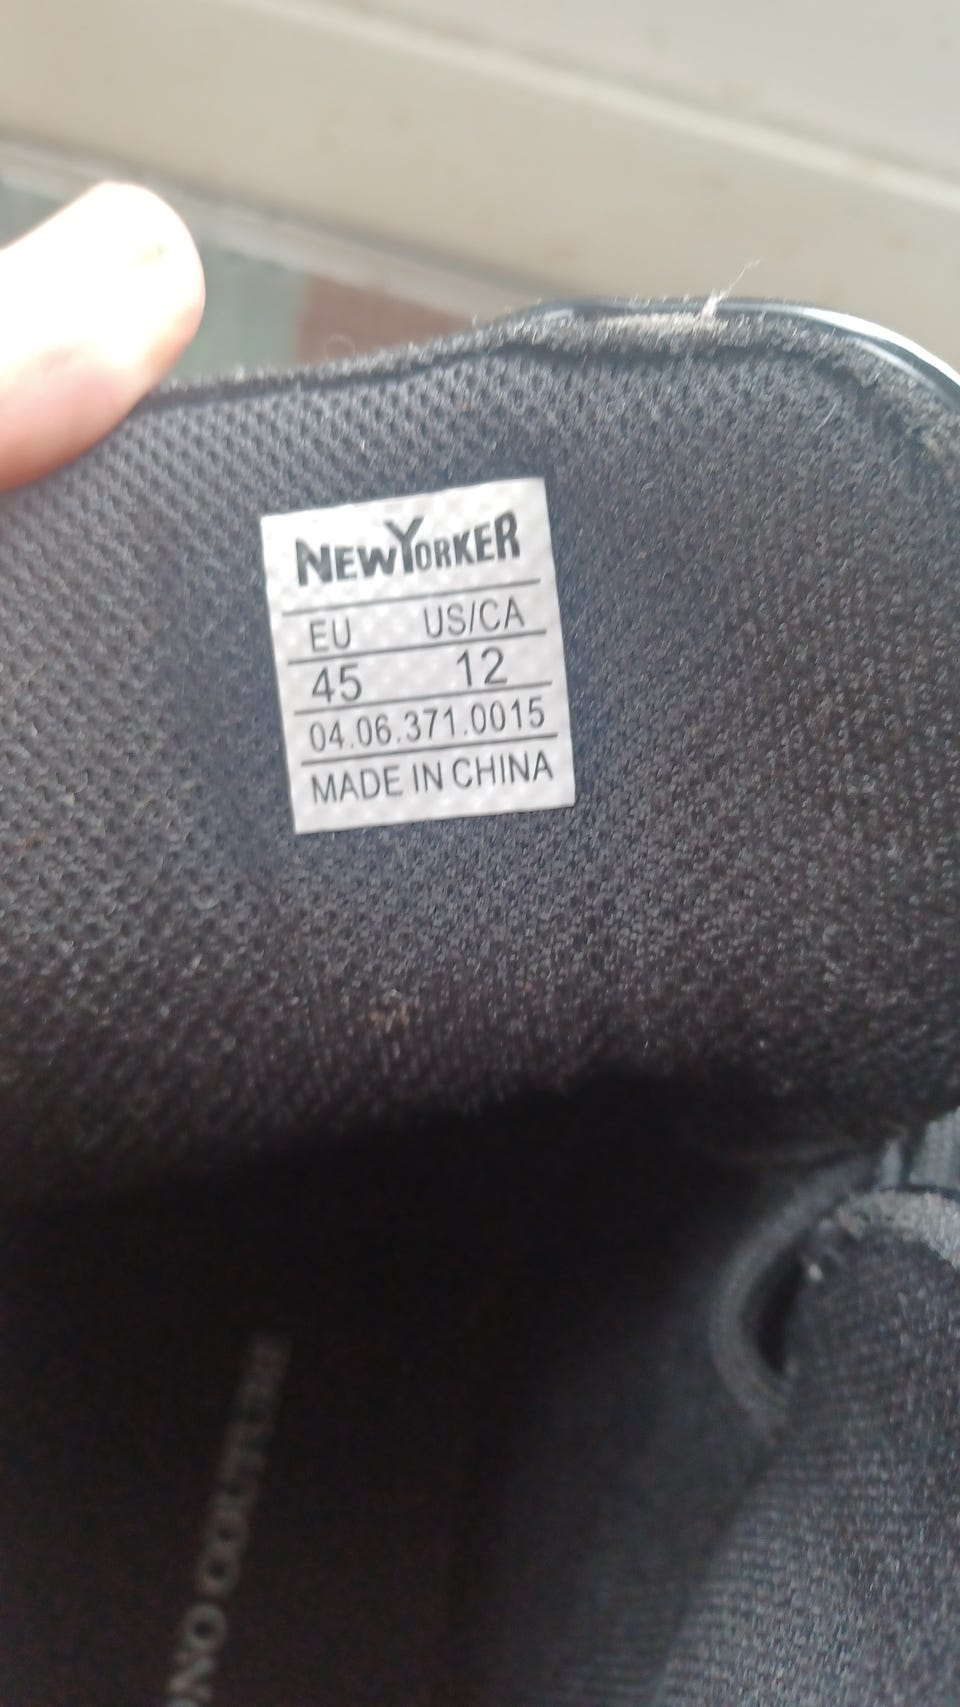 NEWYORKER
EU US/CA
45 12
04.06.371.0015
MADE IN CHINA